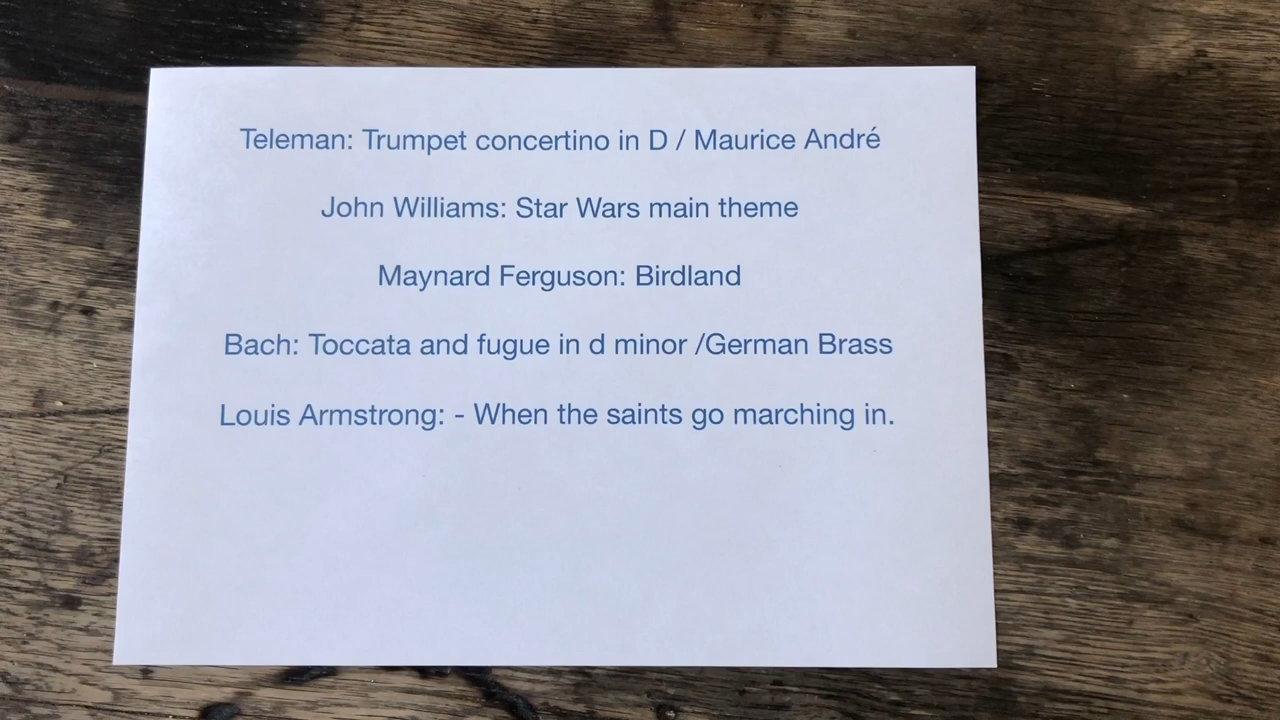 Teleman: Trumpet concertino in D / Maurice André
John Williams: Star Wars main theme
Maynard Ferguson: Birdland
Bach: Toccata and fugue in d minor /German Brass
Louis Armstrong: - When the saints go marching in.